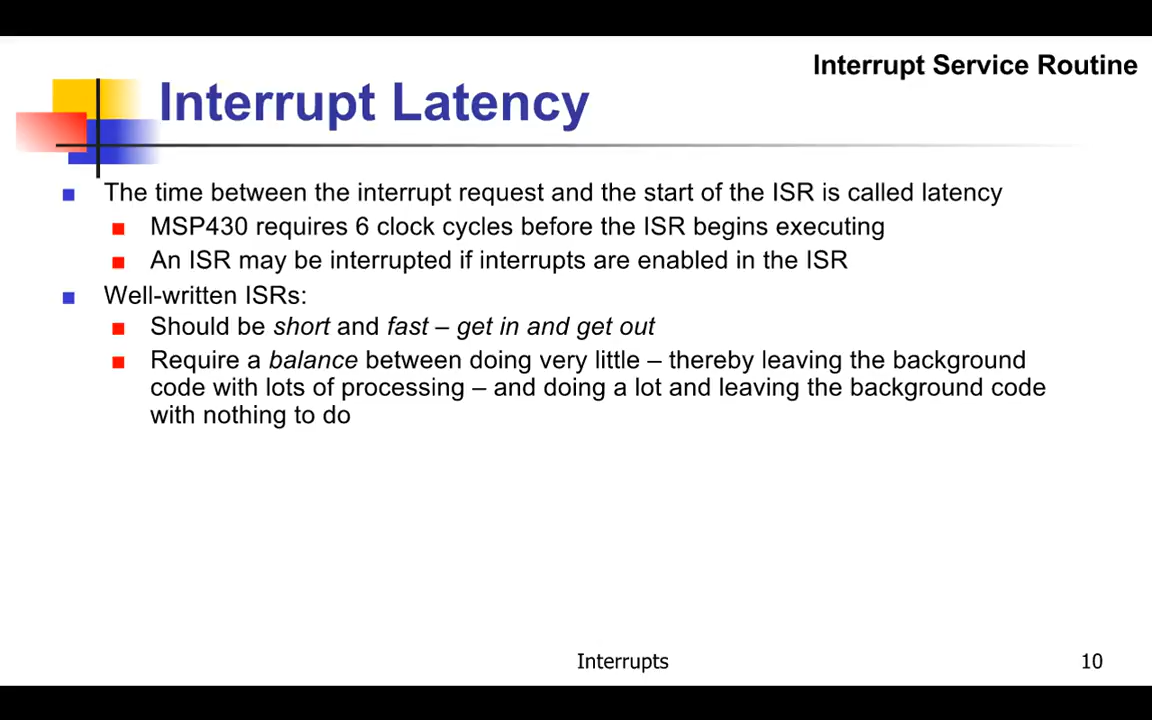 Interrupt Service Routine
Interrupt Latency
The time between the interrupt request and the start of the ISR is called latency
MSP430 requires 6 clock cycles before the ISR begins executing
An ISR may be interrupted if interrupts are enabled in the ISR
Well-written ISRs:
Should be short and fast – get in and get out
Require a balance between doing very little – thereby leaving the background
code with lots of processing – and doing a lot and leaving the background code
with nothing to do
Interrupts
10